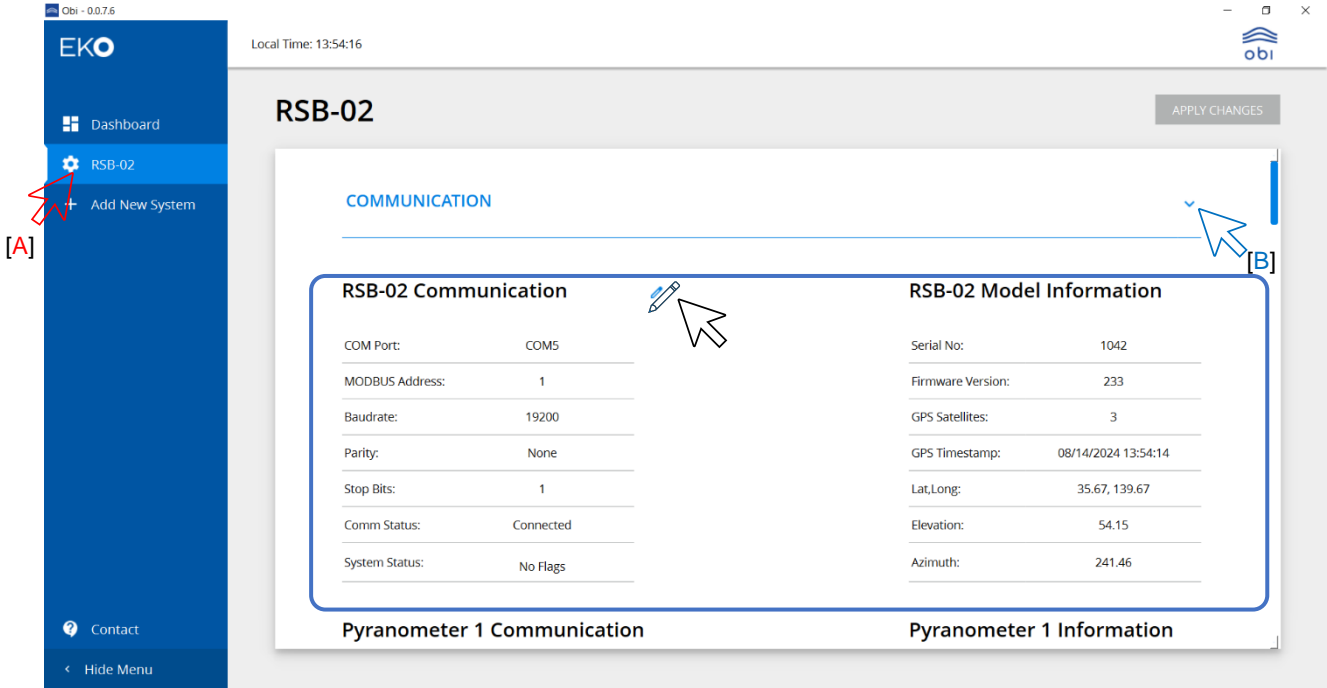 Obi - 0.0.7.6
EKO
Local Time: 13:54:16
obi
Dashboard
RSB-02
Add New System
[A]
RSB-02
APPLY CHANGES
COMMUNICATION
[B]
RSB-02 Communication
COM Port: COM5
MODBUS Address: 1
Baudrate: 19200
Parity: None
Stop Bits: 1
Comm Status: Connected
System Status: No Flags
RSB-02 Model Information
Serial No: 1042
Firmware Version: 233
GPS Satellites: 3
GPS Timestamp: 08/14/2024 13:54:14
Lat,Long: 35.67, 139.67
Elevation: 54.15
Azimuth: 241.46
Pyranometer 1 Communication
Pyranometer 1 Information
Contact
Hide Menu